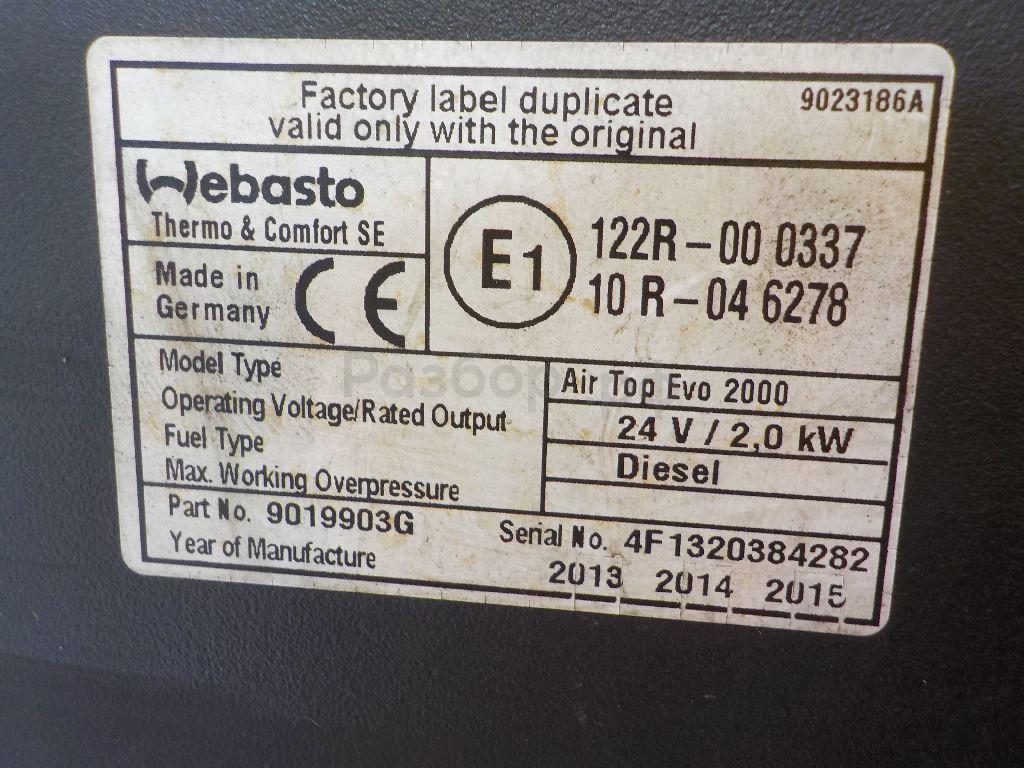 Factory label duplicate
valid only with the original
9023186A
Webasto
Thermo & Comfort SE
Made in
Germany
CE
E1
122R-00 0337
10 R-04 6278
Model Type
Air Top Evo 2000
Operating Voltage/Rated Output
24 V / 2,0 kW
Fuel Type
Diesel
Max. Working Overpressure
Part No. 9019903G
Serial No. 4F1320384282
Year of Manufacture
2013 2014 2015